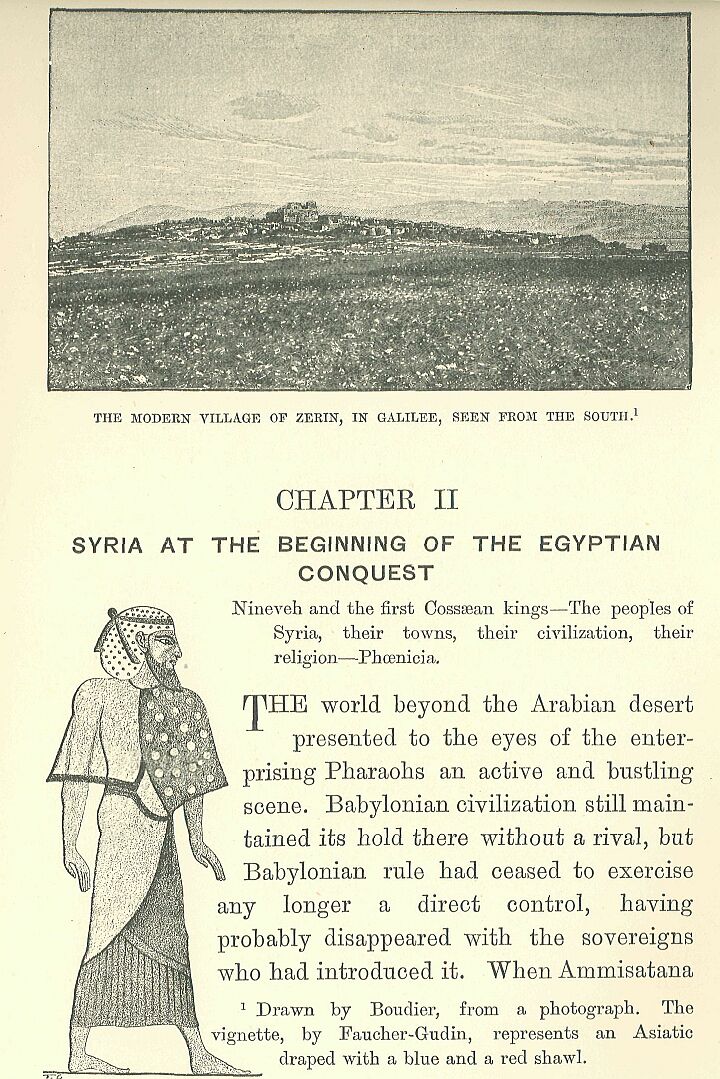 THE MODERN VILLAGE OF ZERIN, IN GALILEE, SEEN FROM THE SOUTH.¹
CHAPTER II
SYRIA AT THE BEGINNING OF THE EGYPTIAN
CONQUEST
Nineveh and the first Cossæan kings—The peoples of
Syria, their towns, their civilization, their
religion—Phœnicia.
THE world beyond the Arabian desert
presented to the eyes of the enter-
prising Pharaohs an active and bustling
scene. Babylonian civilization still main-
tained its hold there without a rival, but
Babylonian rule had ceased to exercise
any longer a direct control, having
probably disappeared with the sovereigns
who had introduced it. When Ammisatana
¹ Drawn by Boudier, from a photograph. The
vignette, by Faucher-Gudin, represents an Asiatic
draped with a blue and a red shawl.